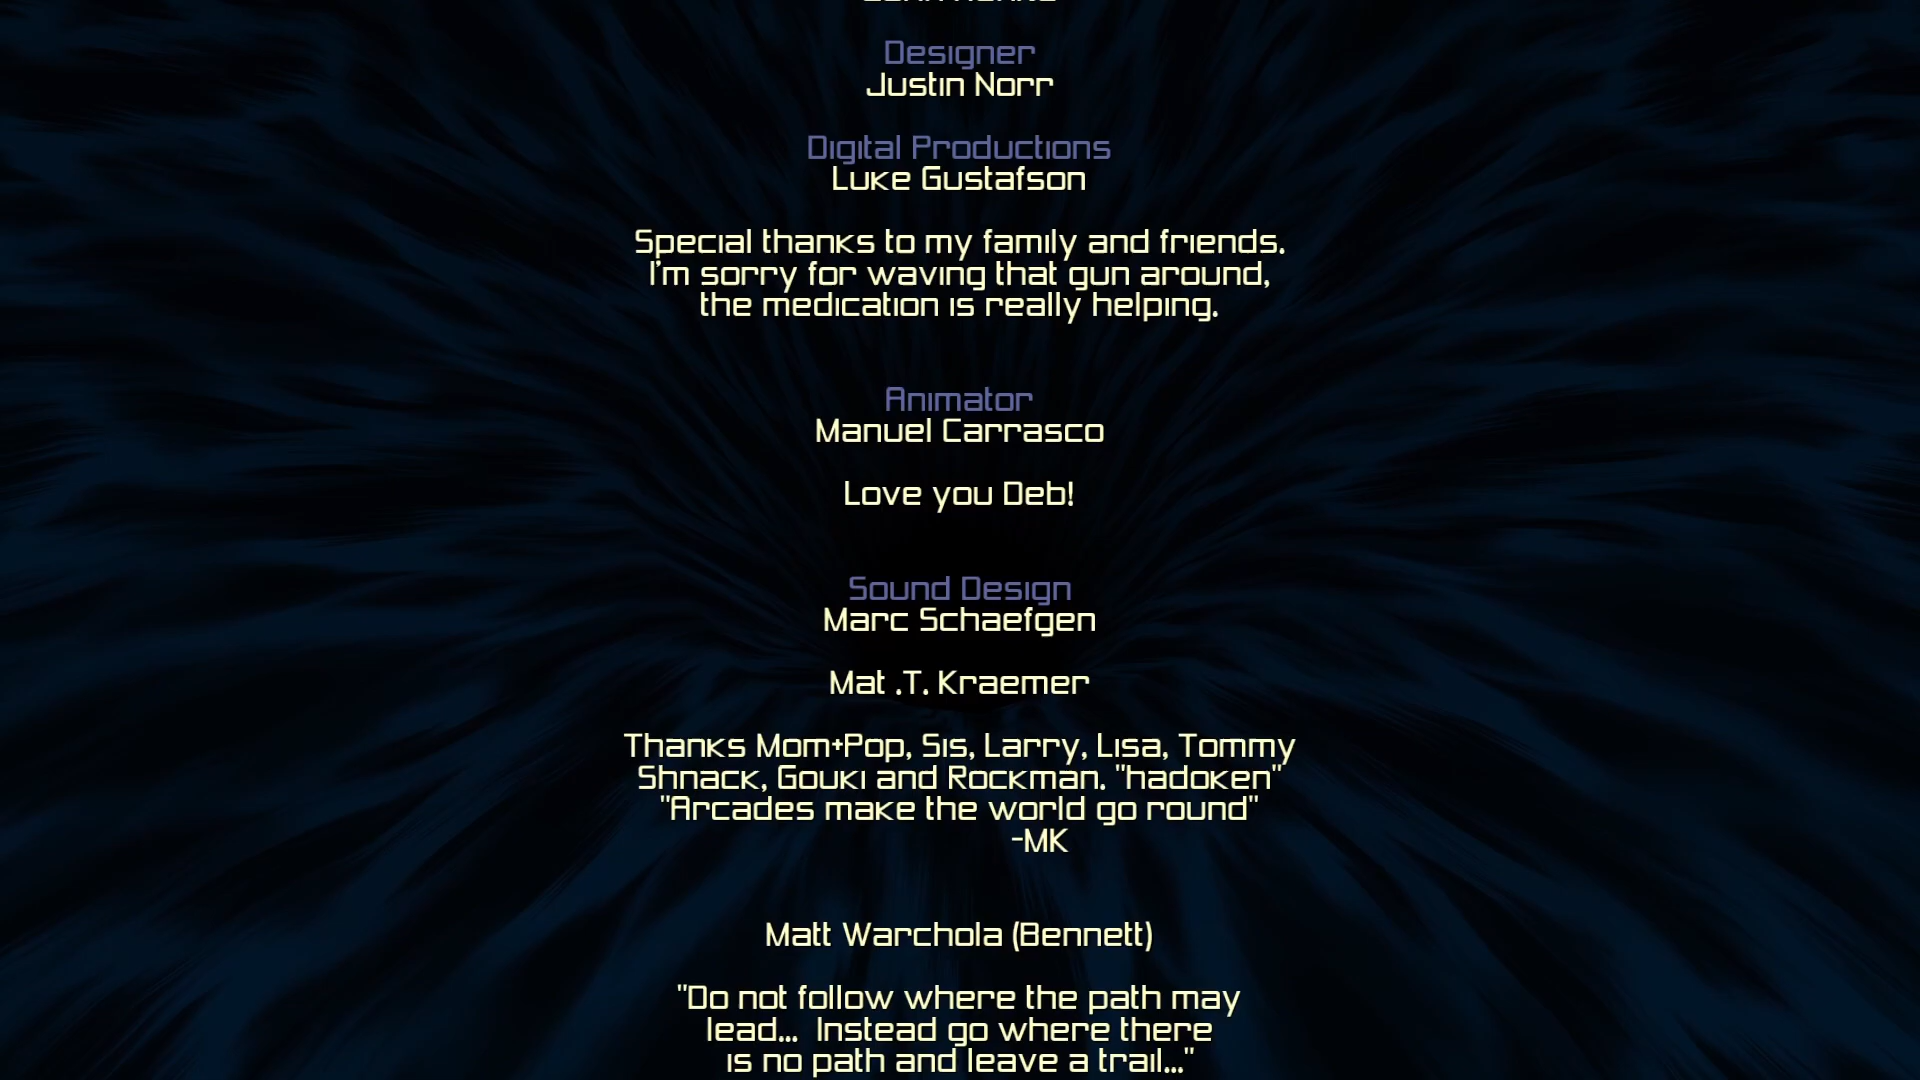 Designer
Justin Norr
Digital Productions
Luke Gustafson
Special thanks to my family and friends.
I'm sorry for waving that gun around,
the medication is really helping.
Animator
Manuel Carrasco
Love you Deb!
Sound Design
Marc Schaefgen
Mat .T. Kraemer
Thanks Mom+Pop, Sis, Larry, Lisa, Tommy
Shnack, Gouki and Rockman. "hadoken"
"Arcades make the world go round"
-MK
Matt Warchola (Bennett)
"Do not follow where the path may
lead... Instead go where there
is no path and leave a trail..."